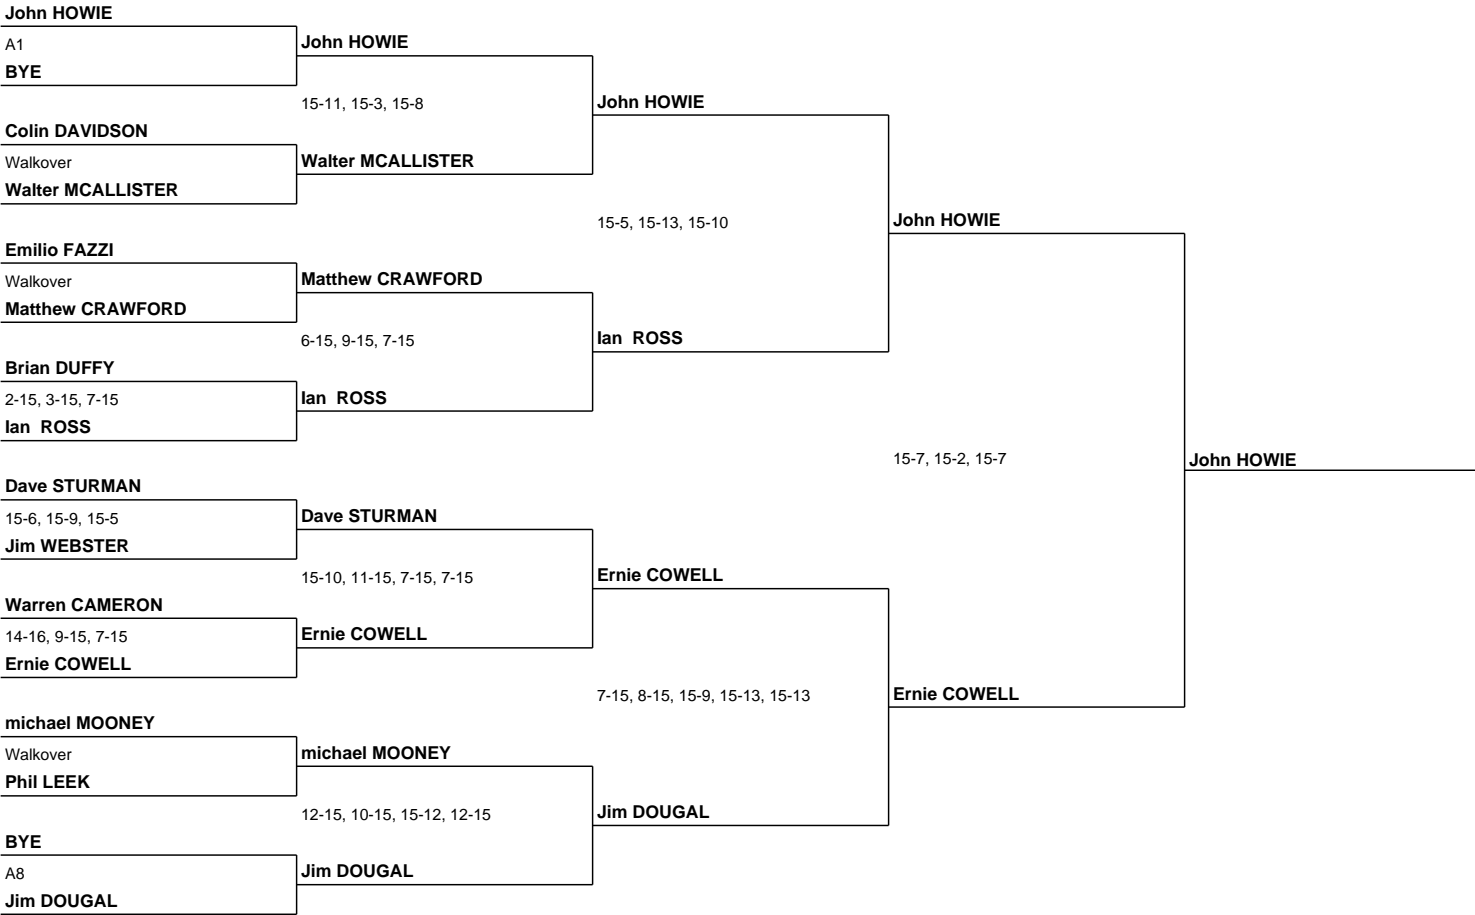 John HOWIE
A1
BYE
Colin DAVIDSON
Walkover
Walter MCALLISTER
Emilio FAZZI
Walkover
Matthew CRAWFORD
Brian DUFFY
2-15, 3-15, 7-15
Ian  ROSS
Dave STURMAN
15-6, 15-9, 15-5
Jim WEBSTER
Warren CAMERON
14-16, 9-15, 7-15
Ernie COWELL
michael MOONEY
Walkover
Phil LEEK
BYE
A8
Jim DOUGAL
John HOWIE
15-11, 15-3, 15-8
Walter MCALLISTER
Matthew CRAWFORD
6-15, 9-15, 7-15
Ian  ROSS
Dave STURMAN
15-10, 11-15, 7-15, 7-15
Ernie COWELL
michael MOONEY
12-15, 10-15, 15-12, 12-15
Jim DOUGAL
John HOWIE
15-5, 15-13, 15-10
Ian  ROSS
Ernie COWELL
7-15, 8-15, 15-9, 15-13, 15-13
Jim DOUGAL
John HOWIE
15-7, 15-2, 15-7
Ernie COWELL
John HOWIE